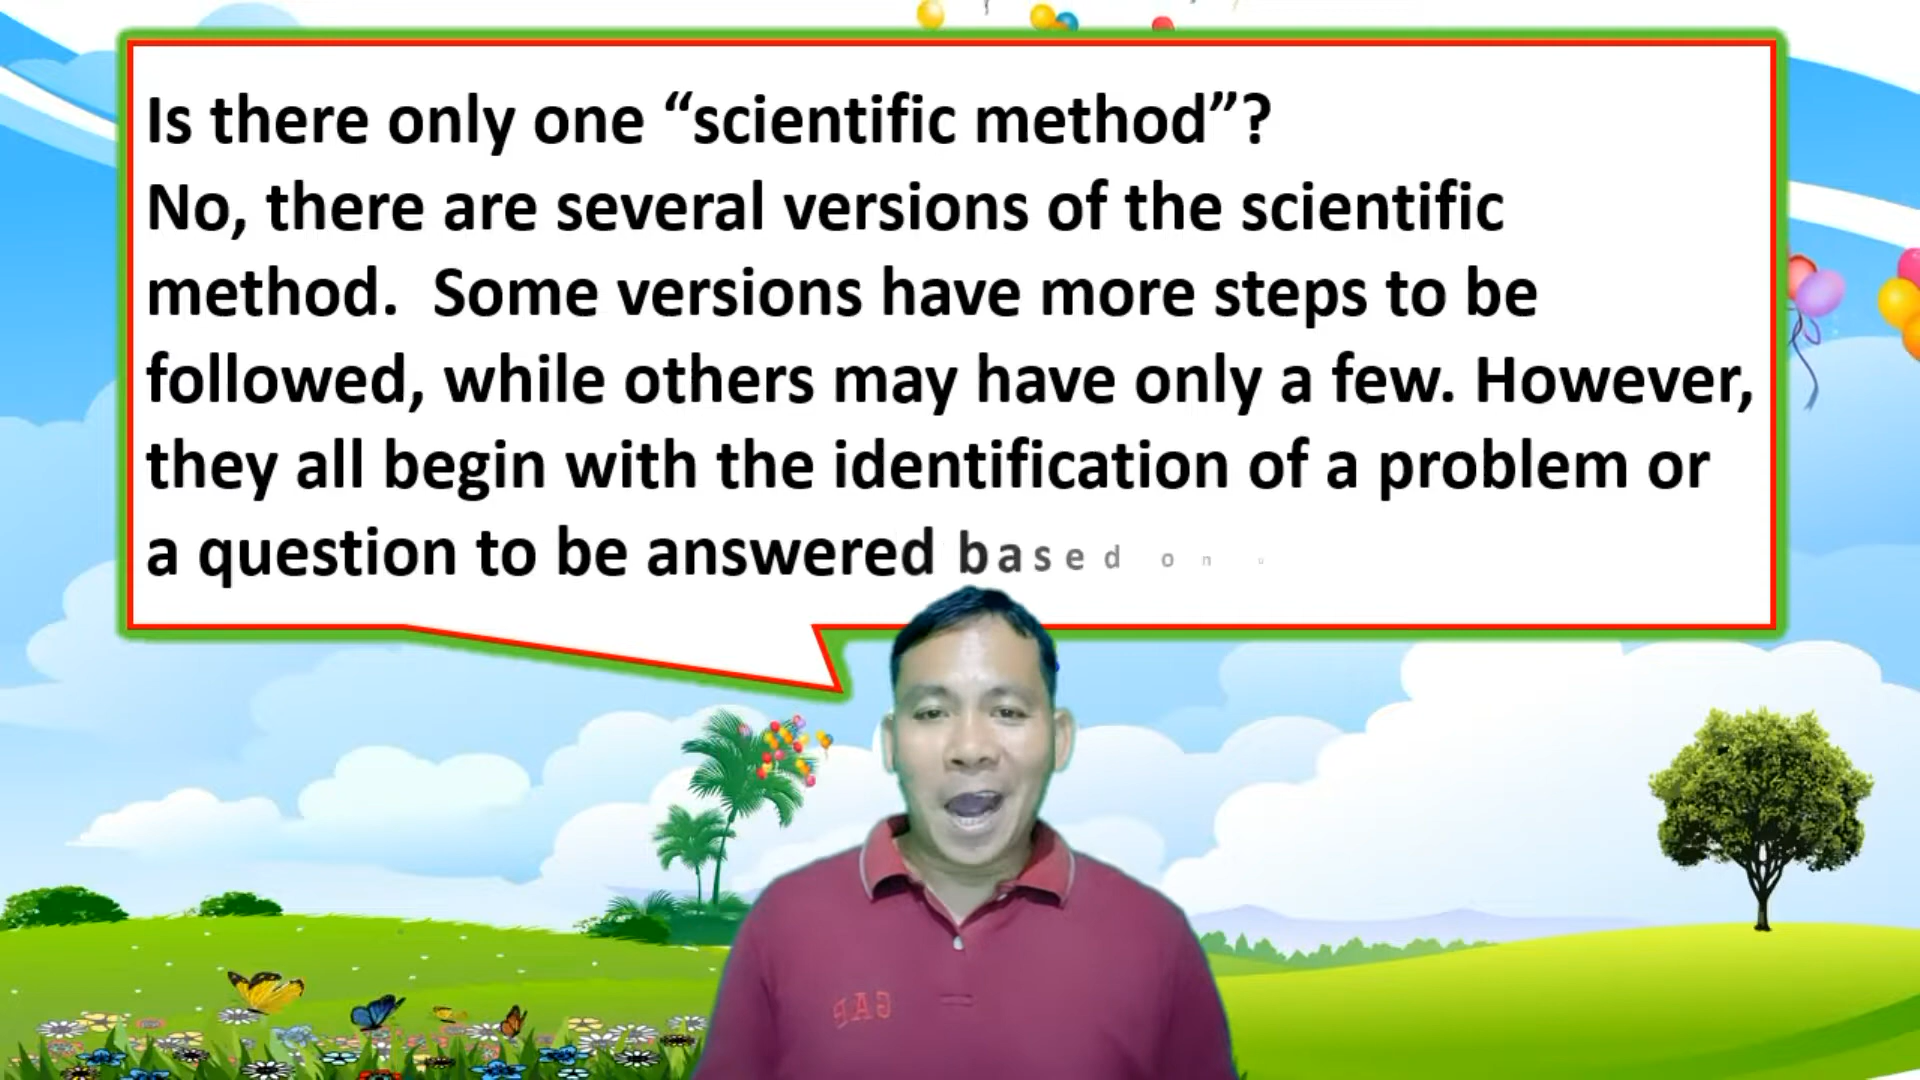 Is there only one “scientific method”?
No, there are several versions of the scientific
method.  Some versions have more steps to be
followed, while others may have only a few. However,
they all begin with the identification of a problem or
a question to be answered based on
GAP